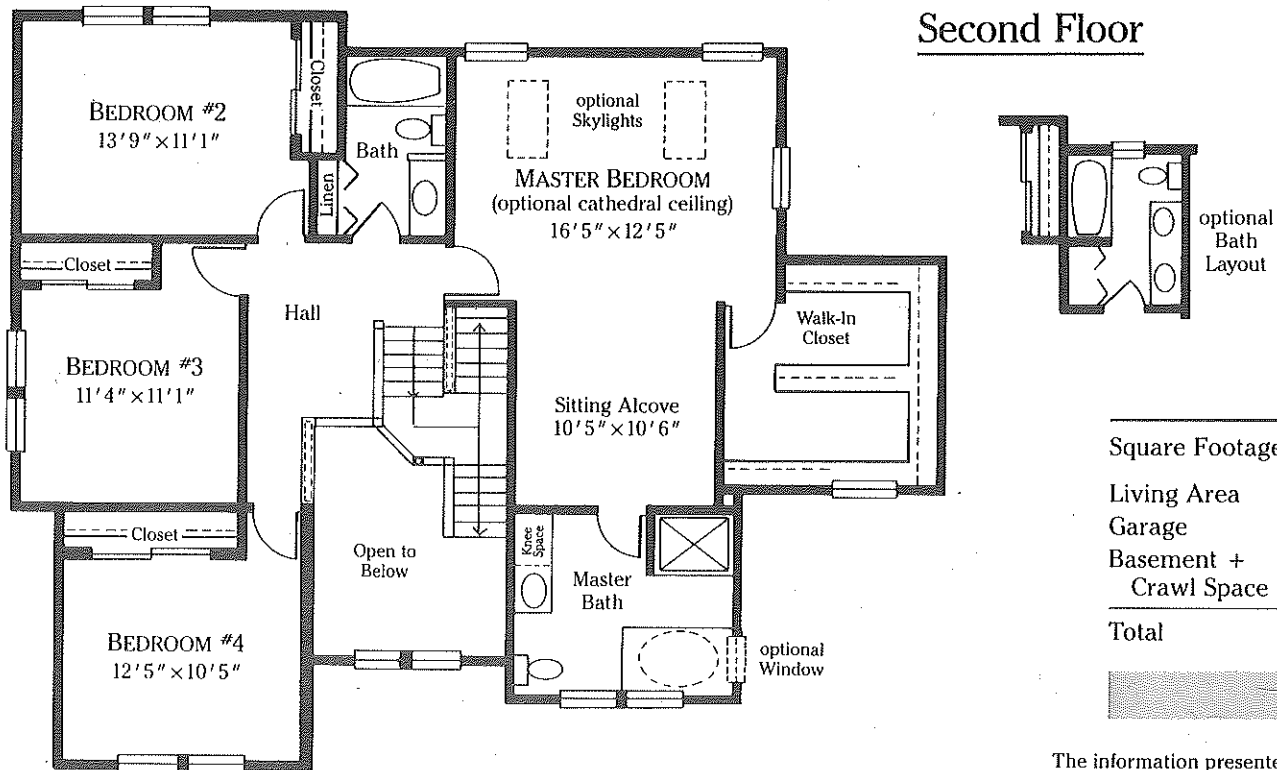 Second Floor
BEDROOM #2
13'9" × 11'1"
Closet
Bath
Linen
optional
Skylights
MASTER BEDROOM
(optional cathedral ceiling)
16'5" × 12'5"
optional
Bath
Layout
Closet
Hall
Walk-In
Closet
BEDROOM #3
11'4" × 11'1"
Sitting Alcove
10'5" × 10'6"
Closet
Open to
Below
Knee
Space
Master
Bath
BEDROOM #4
12'5" × 10'5"
optional
Window
Square Footage
Living Area
Garage
Basement +
Crawl Space
Total
The information presente